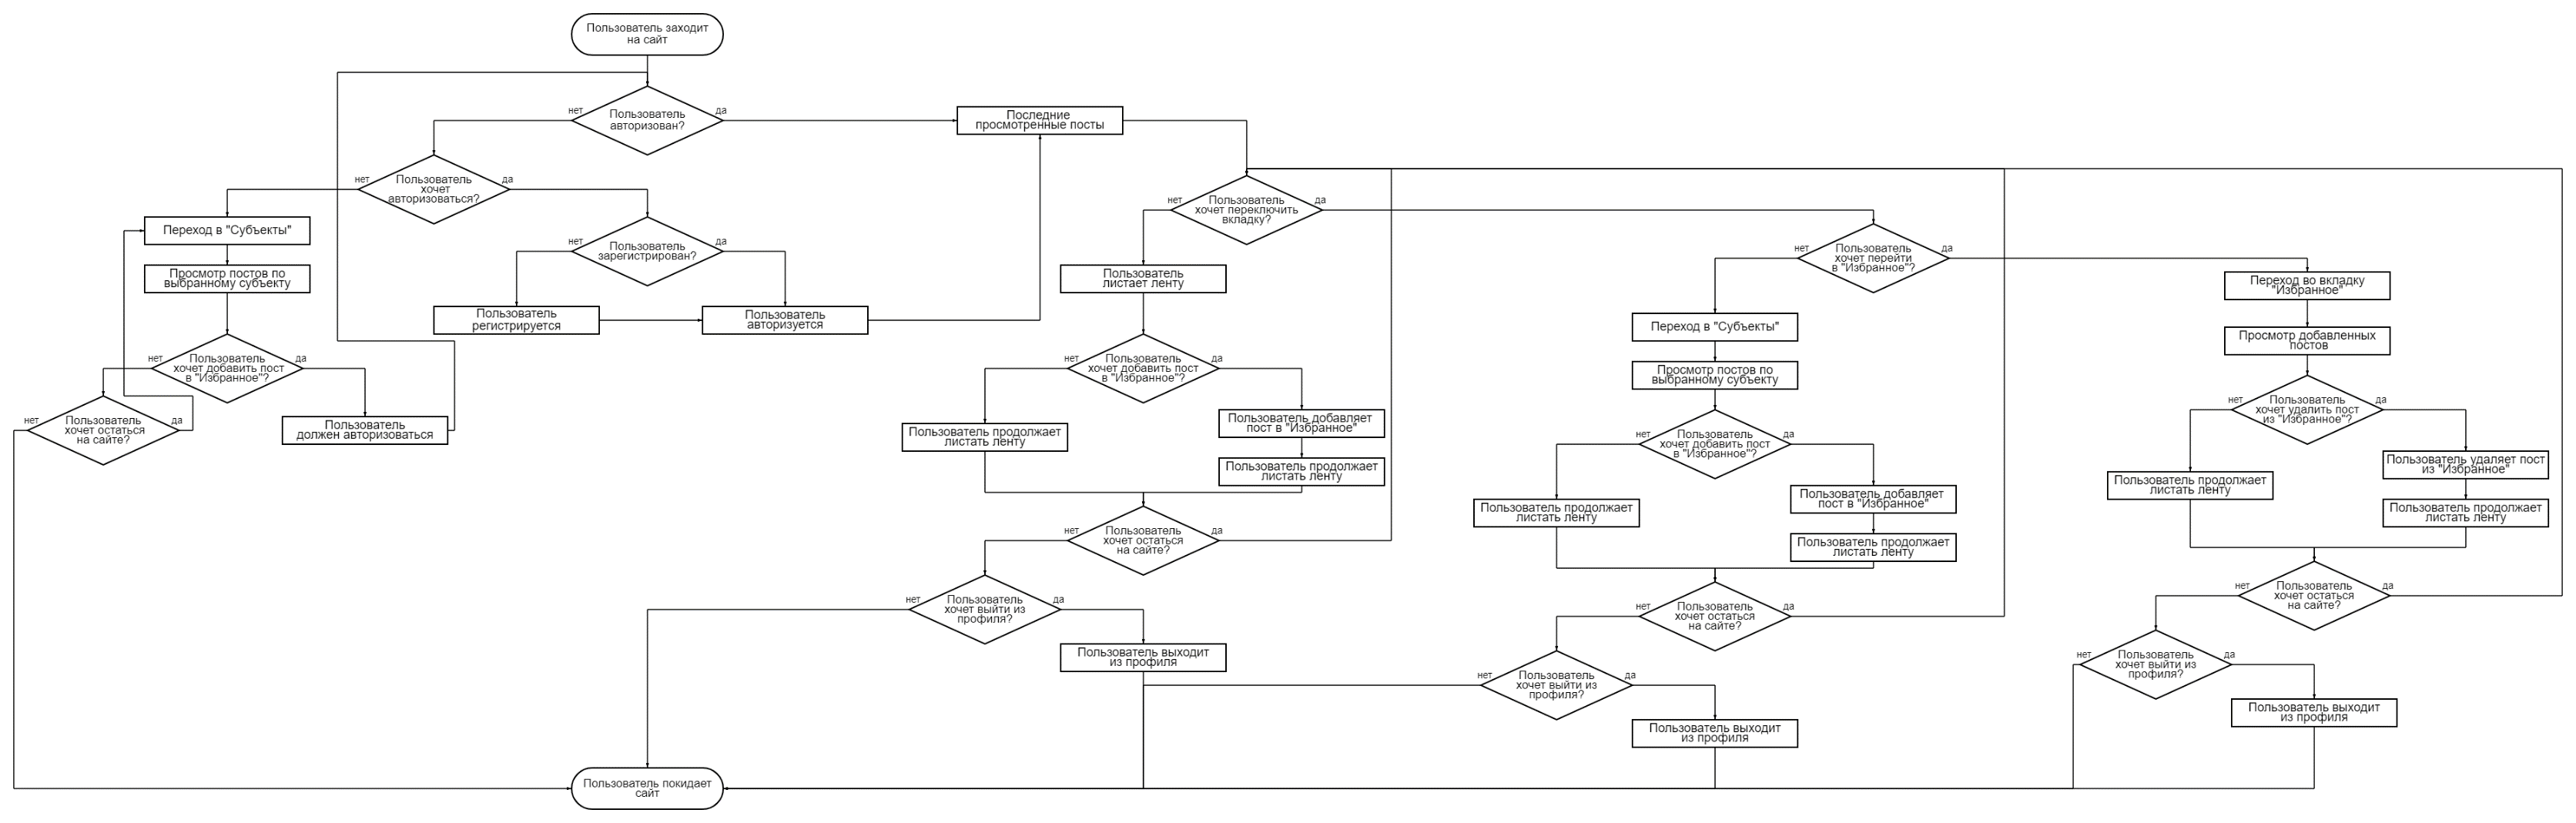 Пользователь заходит
на сайт
нет
да
Пользователь
авторизован?
Последние
просмотренные посты
нет
да
Пользователь
хочет
авторизоваться?
нет
да
Пользователь
хочет переключить
вкладку?
Переход в "Субъекты"
нет
да
Пользователь
зарегистрирован?
нет
да
Пользователь
хочет перейти
в "Избранное"?
Просмотр постов по
выбранному субъекту
Пользователь
листает ленту
Переход во вкладку
"Избранное"
Пользователь
регистрируется
Пользователь
авторизуется
Переход в "Субъекты"
Просмотр добавленных
постов
нет
да
Пользователь
хочет добавить пост
в "Избранное"?
нет
да
Пользователь
хочет добавить пост
в "Избранное"?
Просмотр постов по
выбранному субъекту
нет
да
Пользователь
хочет удалить пост
из "Избранное"?
нет
да
Пользователь
хочет остаться
на сайте?
Пользователь
должен авторизоваться
Пользователь продолжает
листать ленту
Пользователь добавляет
пост в "Избранное"
Пользователь продолжает
листать ленту
нет
да
Пользователь
хочет добавить пост
в "Избранное"?
Пользователь удаляет пост
из "Избранное"
Пользователь продолжает
листать ленту
Пользователь продолжает
листать ленту
Пользователь продолжает
листать ленту
Пользователь добавляет
пост в "Избранное"
Пользователь продолжает
листать ленту
нет
да
Пользователь
хочет остаться
на сайте?
нет
да
Пользователь
хочет остаться
на сайте?
нет
да
Пользователь
хочет остаться
на сайте?
нет
да
Пользователь
хочет выйти из
профиля?
Пользователь выходит
из профиля
нет
да
Пользователь
хочет выйти из
профиля?
нет
да
Пользователь
хочет выйти из
профиля?
Пользователь выходит
из профиля
Пользователь выходит
из профиля
Пользователь покидает
сайт